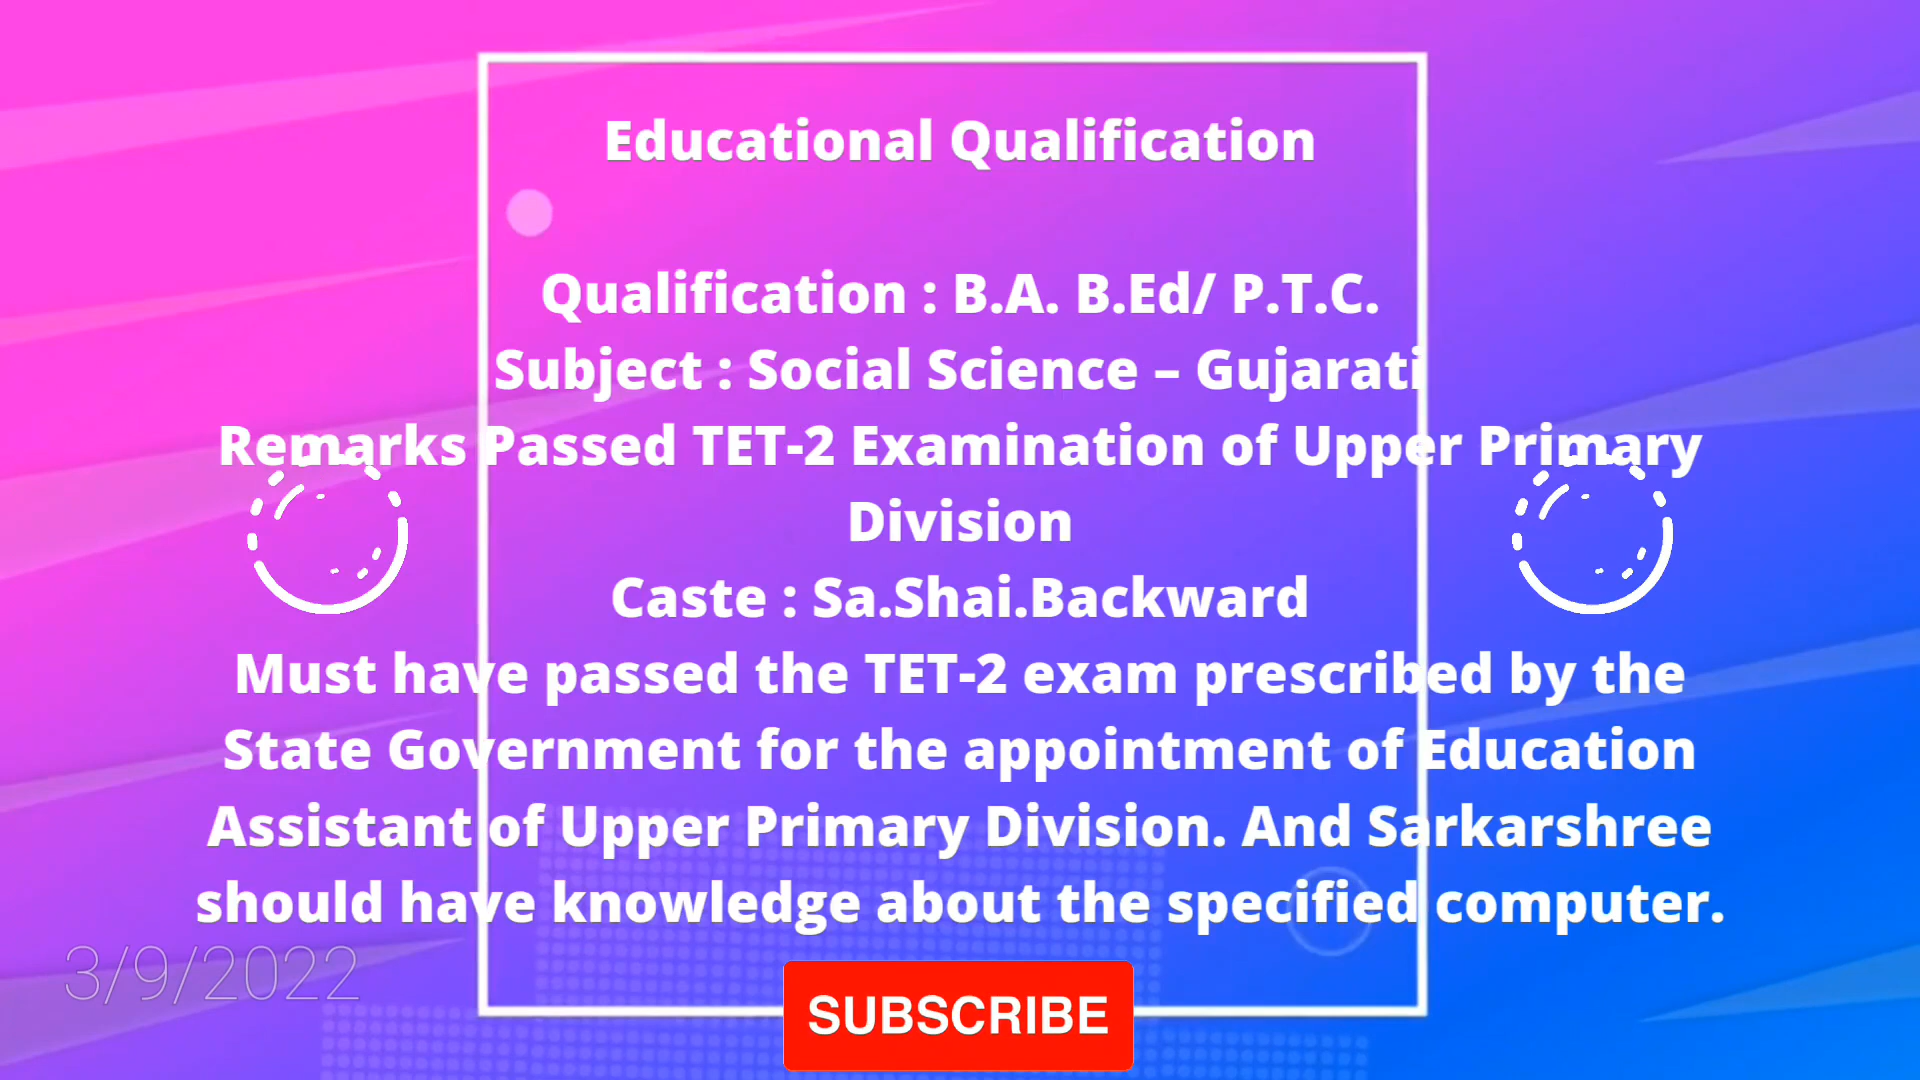 Educational Qualification
Qualification : B.A. B.Ed/ P.T.C.
Subject : Social Science – Gujarati
Remarks Passed TET-2 Examination of Upper Primary
Division
Caste : Sa.Shai.Backward
Must have passed the TET-2 exam prescribed by the
State Government for the appointment of Education
Assistant of Upper Primary Division. And Sarkarshree
should have knowledge about the specified computer.
3/9/2022
SUBSCRIBE